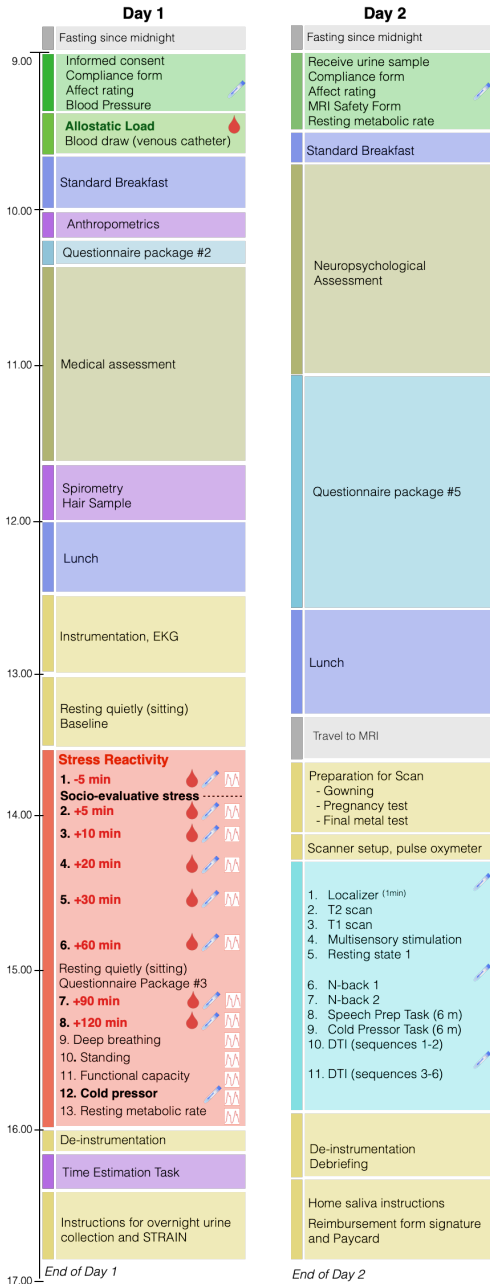 Day 1
Fasting since midnight
9.00
Informed consent
Compliance form
Affect rating
Blood Pressure
Allostatic Load
Blood draw (venous catheter)
Standard Breakfast
10.00
Anthropometrics
Questionnaire package #2
11.00
Medical assessment
Spirometry
Hair Sample
12.00
Lunch
Instrumentation, EKG
13.00
Resting quietly (sitting)
Baseline
Stress Reactivity
1. -5 min
Socio-evaluative stress
14.00
2. +5 min
3. +10 min
4. +20 min
5. +30 min
6. +60 min
15.00
Resting quietly (sitting)
Questionnaire Package #3
7. +90 min
8. +120 min
9. Deep breathing
10. Standing
11. Functional capacity
12. Cold pressor
13. Resting metabolic rate
16.00
De-instrumentation
Time Estimation Task
Instructions for overnight urine
collection and STRAIN
End of Day 1
17.00
Day 2
Fasting since midnight
Receive urine sample
Compliance form
Affect rating
MRI Safety Form
Resting metabolic rate
Standard Breakfast
Neuropsychological
Assessment
Questionnaire package #5
Lunch
Travel to MRI
Preparation for Scan
- Gowning
- Pregnancy test
- Final metal test
Scanner setup, pulse oxymeter
1. Localizer (1min)
2. T2 scan
3. T1 scan
4. Multisensory stimulation
5. Resting state 1
6. N-back 1
7. N-back 2
8. Speech Prep Task (6 m)
9. Cold Pressor Task (6 m)
10. DTI (sequences 1-2)
11. DTI (sequences 3-6)
De-instrumentation
Debriefing
Home saliva instructions
Reimbursement form signature
and Paycard
End of Day 2